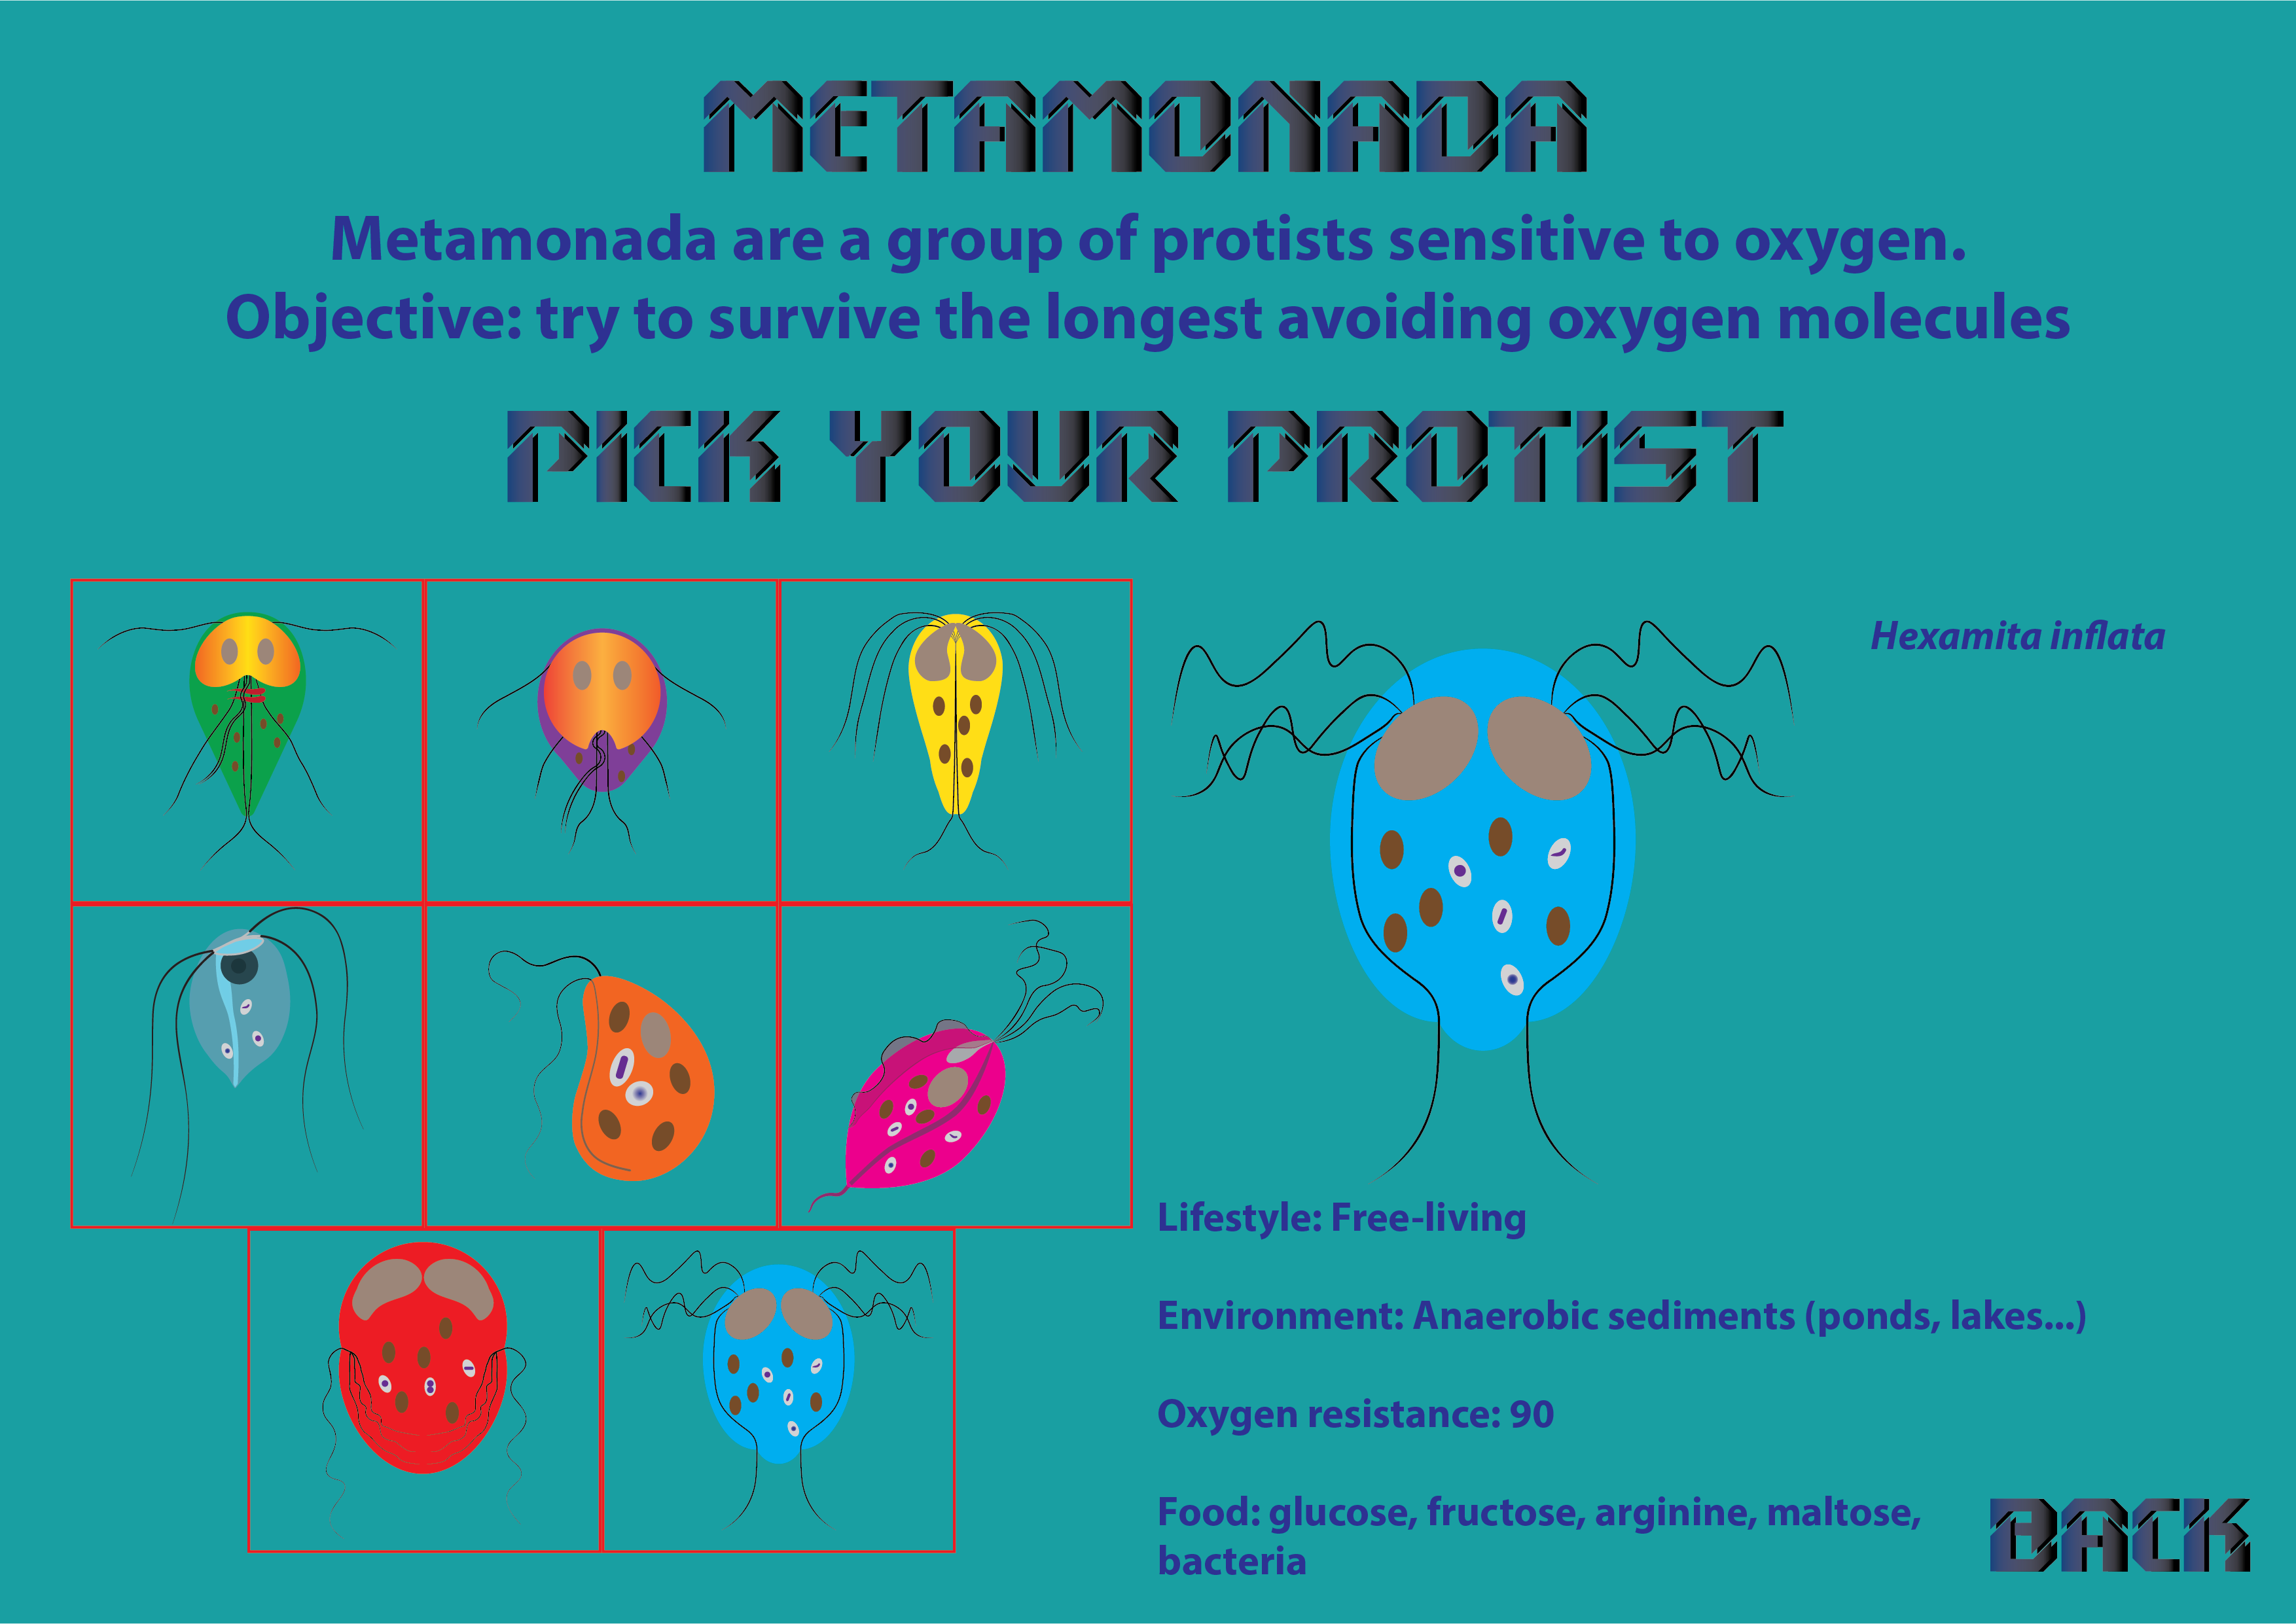 METAMONADA
Metamonada are a group of protists sensitive to oxygen.
Objective: try to survive the longest avoiding oxygen molecules
PICK YOUR PROTIST
Hexamita inflata
Lifestyle: Free-living
Environment: Anaerobic sediments (ponds, lakes...)
Oxygen resistance: 90
Food: glucose, fructose, arginine, maltose,
bacteria
BACK